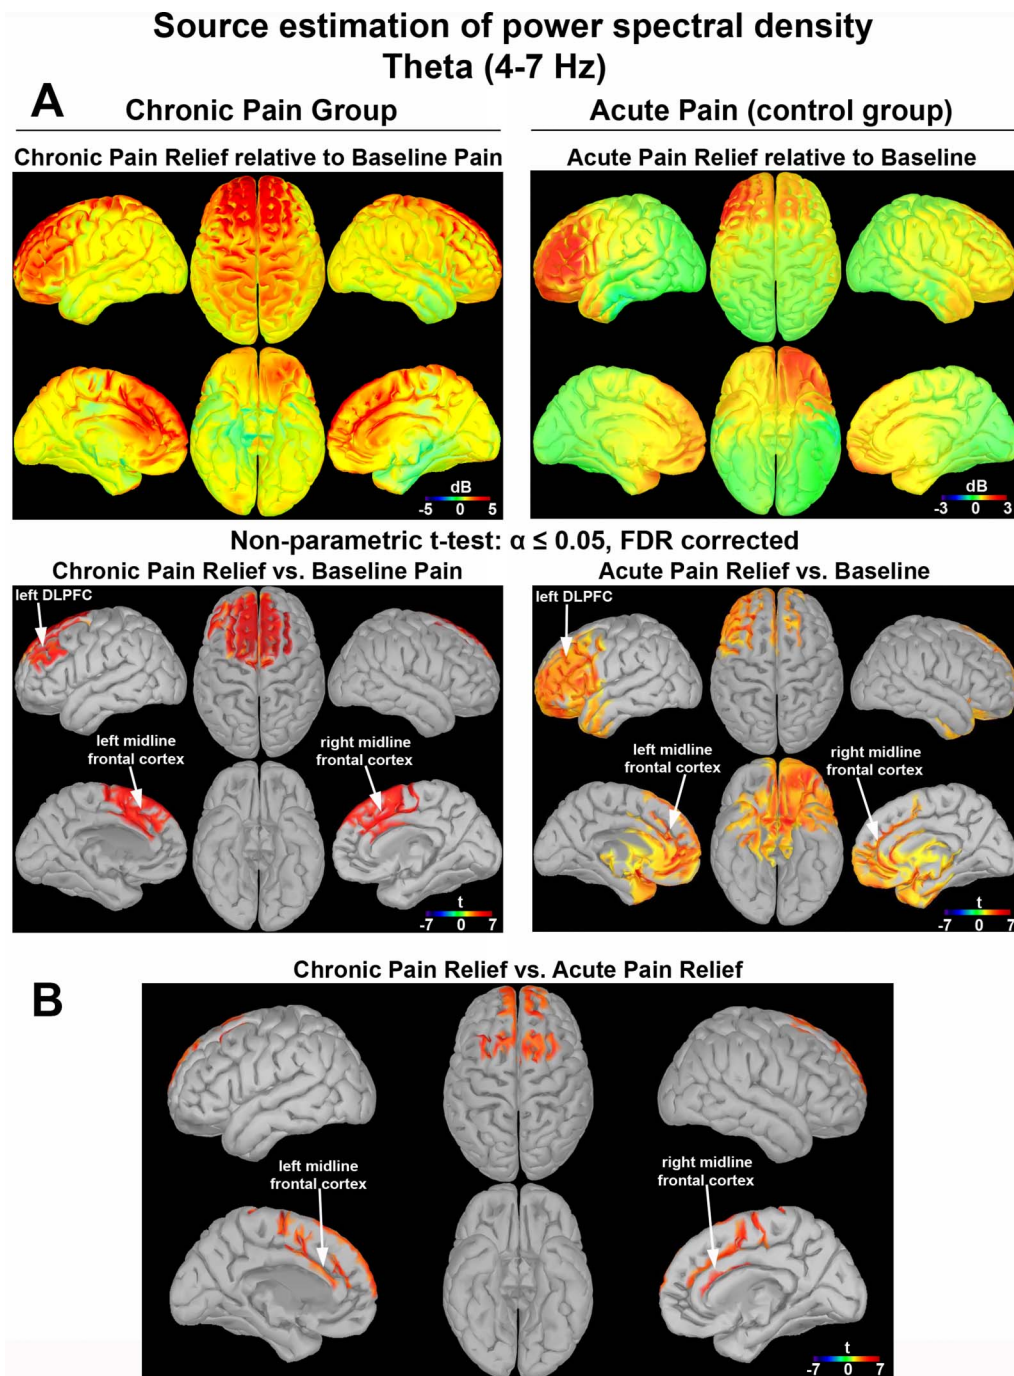 Source estimation of power spectral density
Theta (4-7 Hz)
A
Chronic Pain Group
Acute Pain (control group)
Chronic Pain Relief relative to Baseline Pain
Acute Pain Relief relative to Baseline
dB
-5 0 5
dB
-3 0 3
Non-parametric t-test: α ≤ 0.05, FDR corrected
Chronic Pain Relief vs. Baseline Pain
Acute Pain Relief vs. Baseline
left DLPFC
left midline
frontal cortex
right midline
frontal cortex
t
-7 0 7
left DLPFC
left midline
frontal cortex
right midline
frontal cortex
t
-7 0 7
B
Chronic Pain Relief vs. Acute Pain Relief
left midline
frontal cortex
right midline
frontal cortex
t
-7 0 7